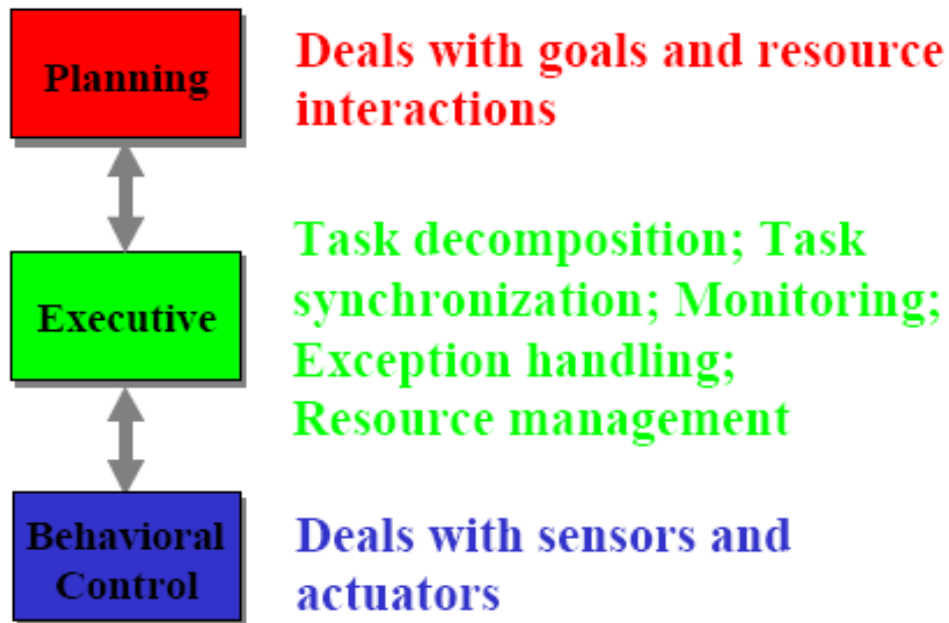 Planning
Deals with goals and resource
interactions
Executive
Task decomposition; Task
synchronization; Monitoring;
Exception handling;
Resource management
Behavioral
Control
Deals with sensors and
actuators